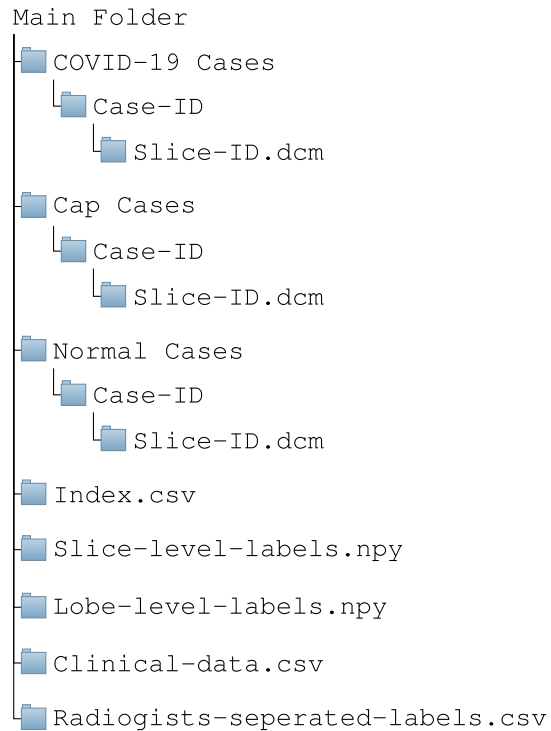 Main Folder
COVID-19 Cases
Case-ID
Slice-ID.dcm
Cap Cases
Case-ID
Slice-ID.dcm
Normal Cases
Case-ID
Slice-ID.dcm
Index.csv
Slice-level-labels.npy
Lobe-level-labels.npy
Clinical-data.csv
Radiogists-seperated-labels.csv